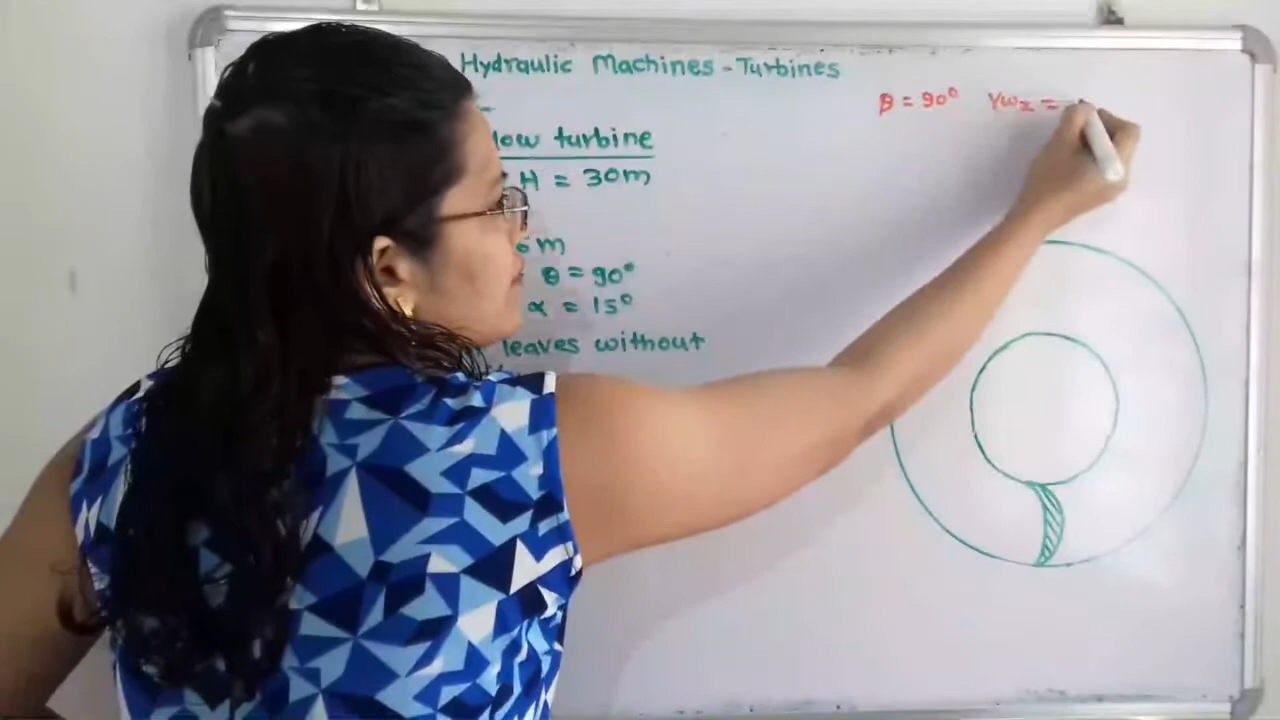 Hydraulic Machines - Turbines
β = 90° Vw₂ =
low turbine
H = 30m
m
θ = 90°
α = 15°
leaves without